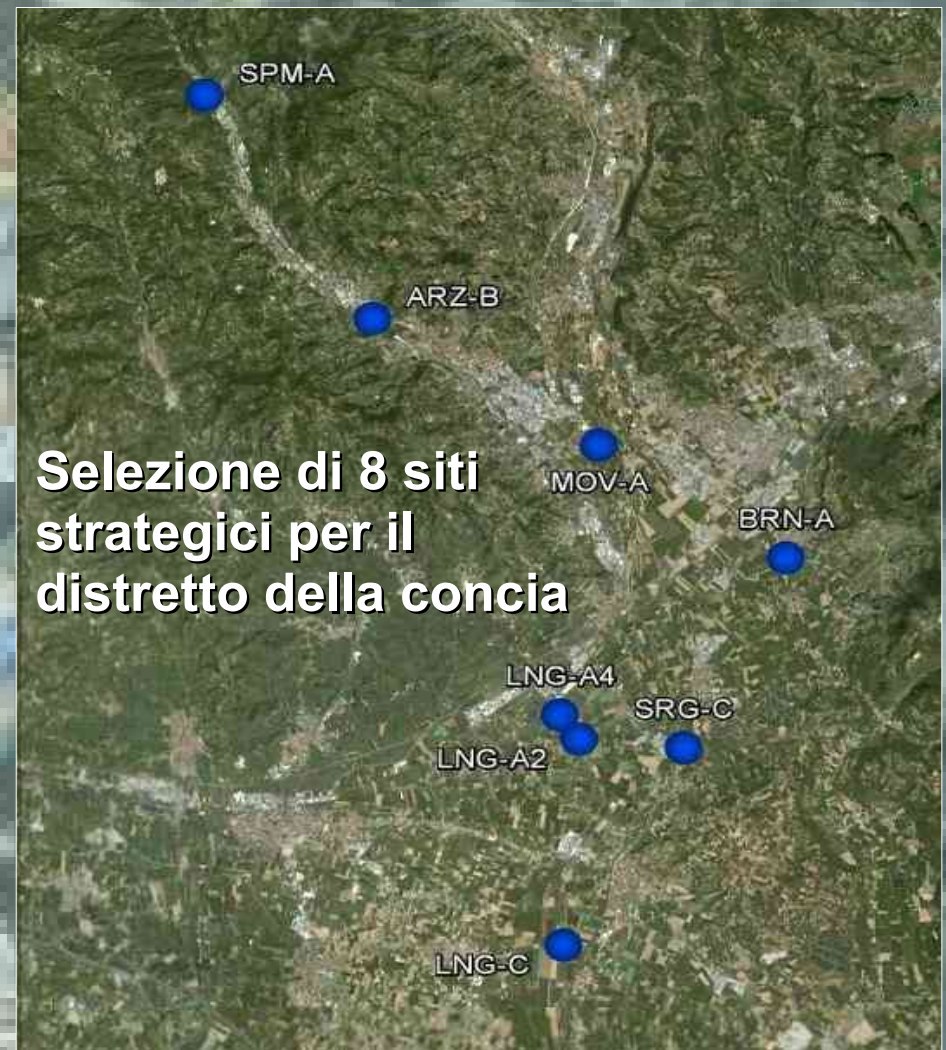 SPM-A
ARZ-B
MOV-A
BRN-A
Selezione di 8 siti
strategici per il
distretto della concia
LNG-A4
SRG-C
LNG-A2
LNG-C